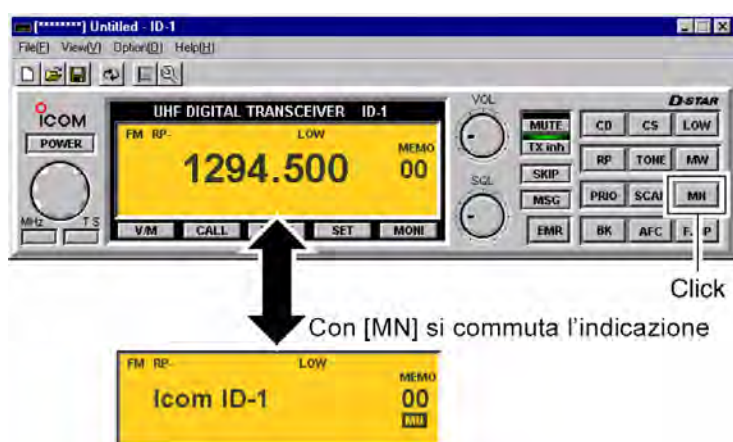 [********] Untitled - ID-1
File(F) View(V) Option(O) Help(H)
ICOM
POWER
MHz TS
UHF DIGITAL TRANSCEIVER ID-1
FM RP- LOW
MEMO
1294.500 00
V/M CALL SET MONI
VOL
SQL
D-STAR
MUTE CD CS LOW
TX inh
SKIP RP TONE MW
MSG PRIO SCAN MN
EMR BK AFC
Click
Con [MN] si commuta l'indicazione
FM RP- LOW
MEMO
Icom ID-1 00
MN